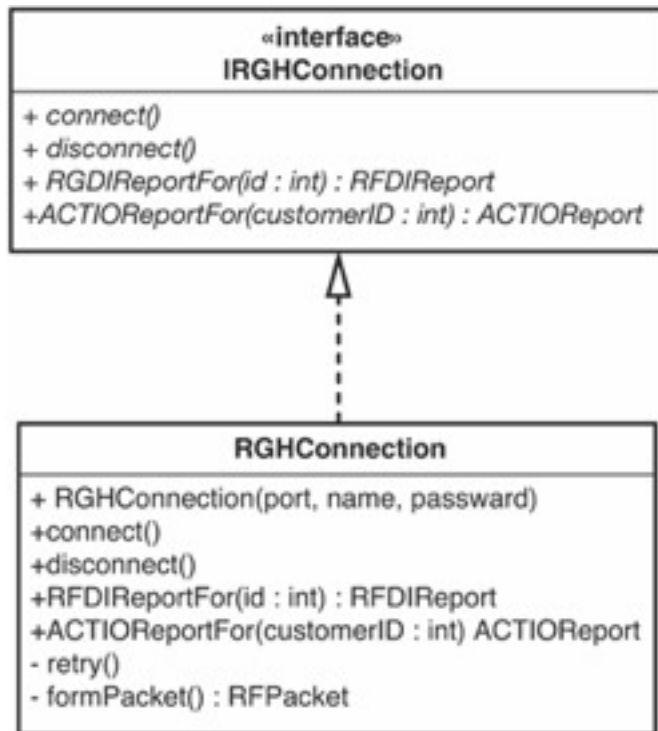 «interface»
IRGHConnection
+ connect()
+ disconnect()
+ RGDIReportFor(id : int) : RFDIReport
+ACTIOReportFor(customerID : int) : ACTIOReport
RGHConnection
+ RGHConnection(port, name, passward)
+connect()
+disconnect()
+RFDIReportFor(id : int) : RFDIReport
+ACTIOReportFor(customerID : int) ACTIOReport
- retry()
- formPacket() : RFPacket